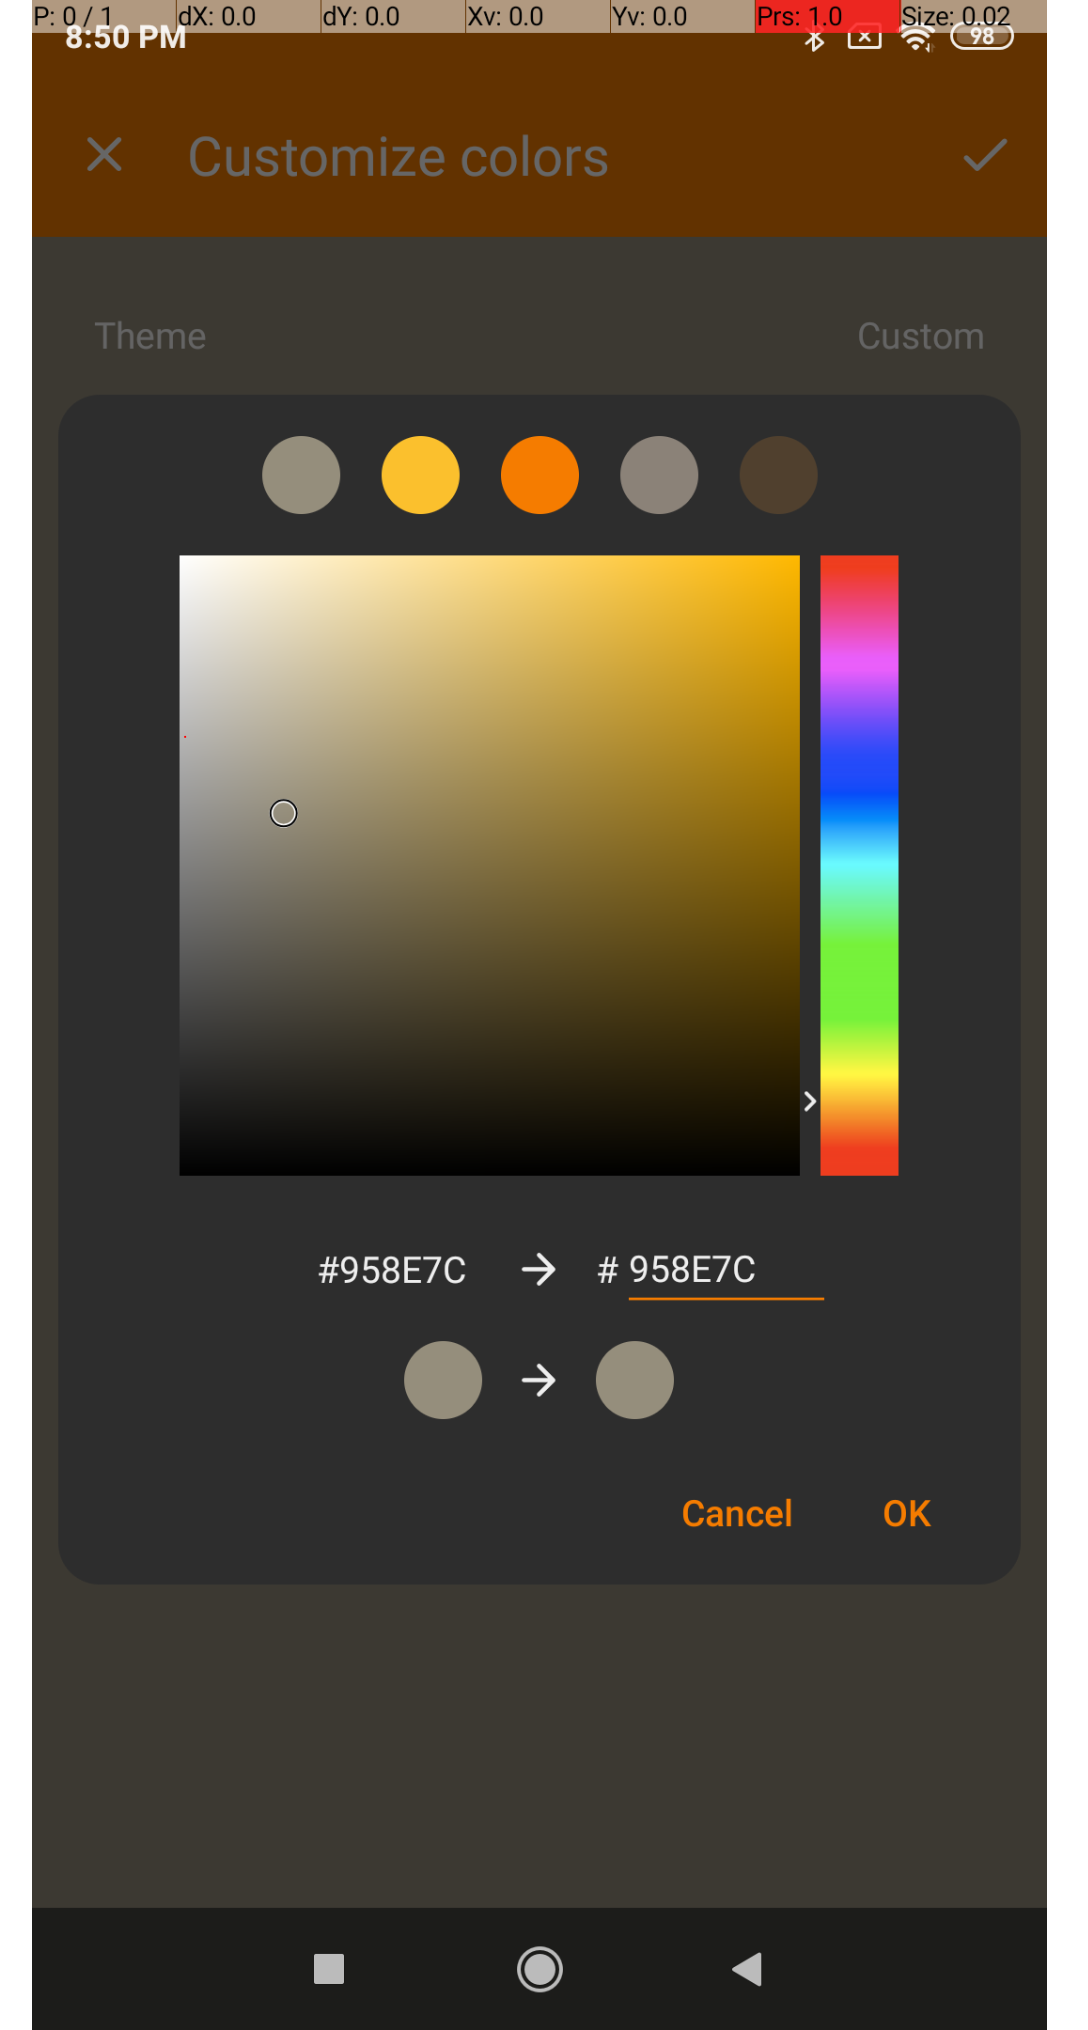 P: 0 / 1 dX: 0.0 dY: 0.0 Xv: 0.0 Yv: 0.0 Prs: 1.0 Size: 0.02
8:50 PM 98
Customize colors
Theme Custom
#958E7C # 958E7C
Cancel OK